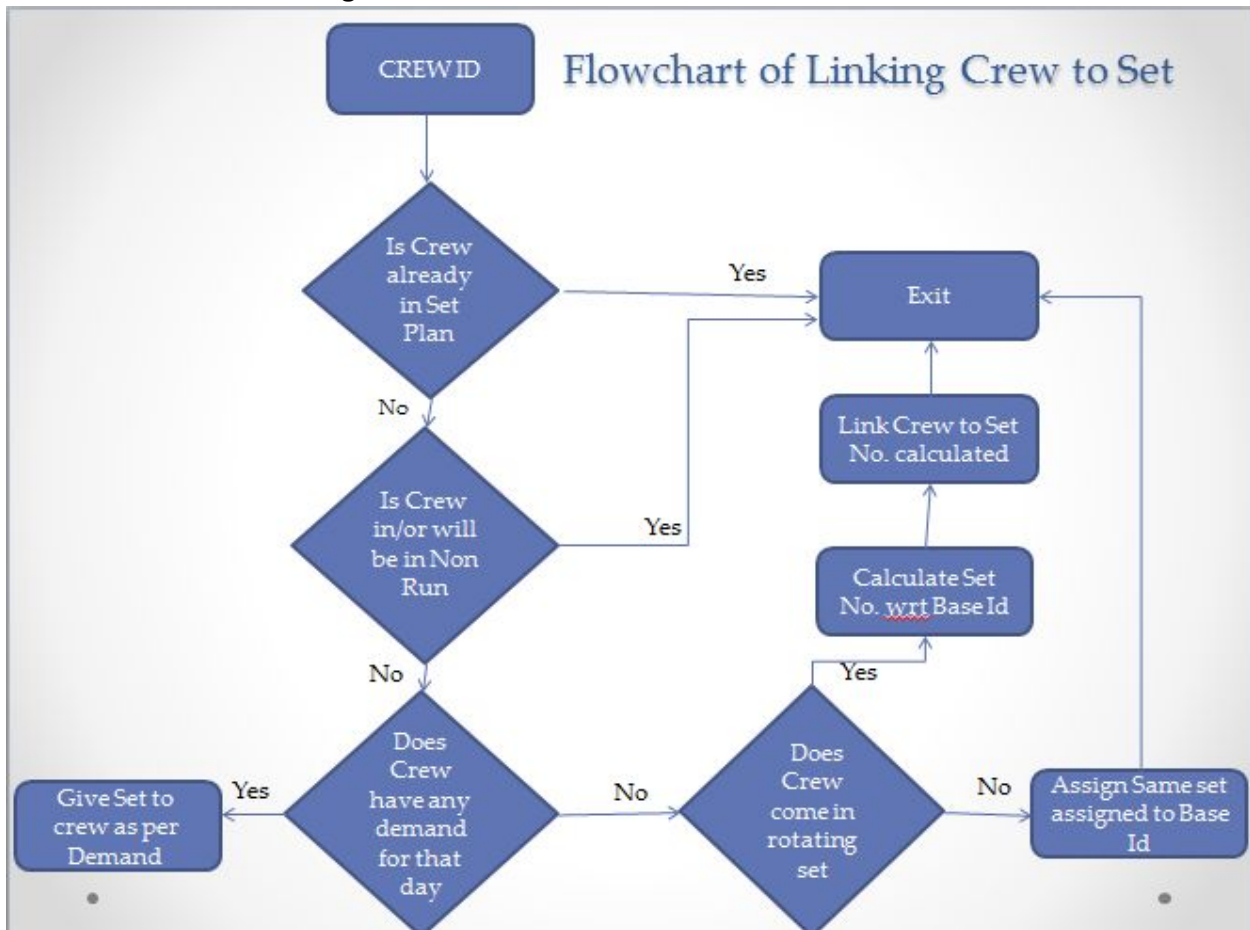 CREW ID
Flowchart of Linking Crew to Set
Is Crew
already
in Set
Plan
Yes
Exit
No
Link Crew to Set
No. calculated
Is Crew
in/or will
be in Non
Run
Yes
Calculate Set
No. wrt Base Id
No
Yes
Does
Crew
have any
demand
for that
day
Yes
Give Set to
crew as per
Demand
No
Does
Crew
come in
rotating
set
No
Assign Same set
assigned to Base
Id